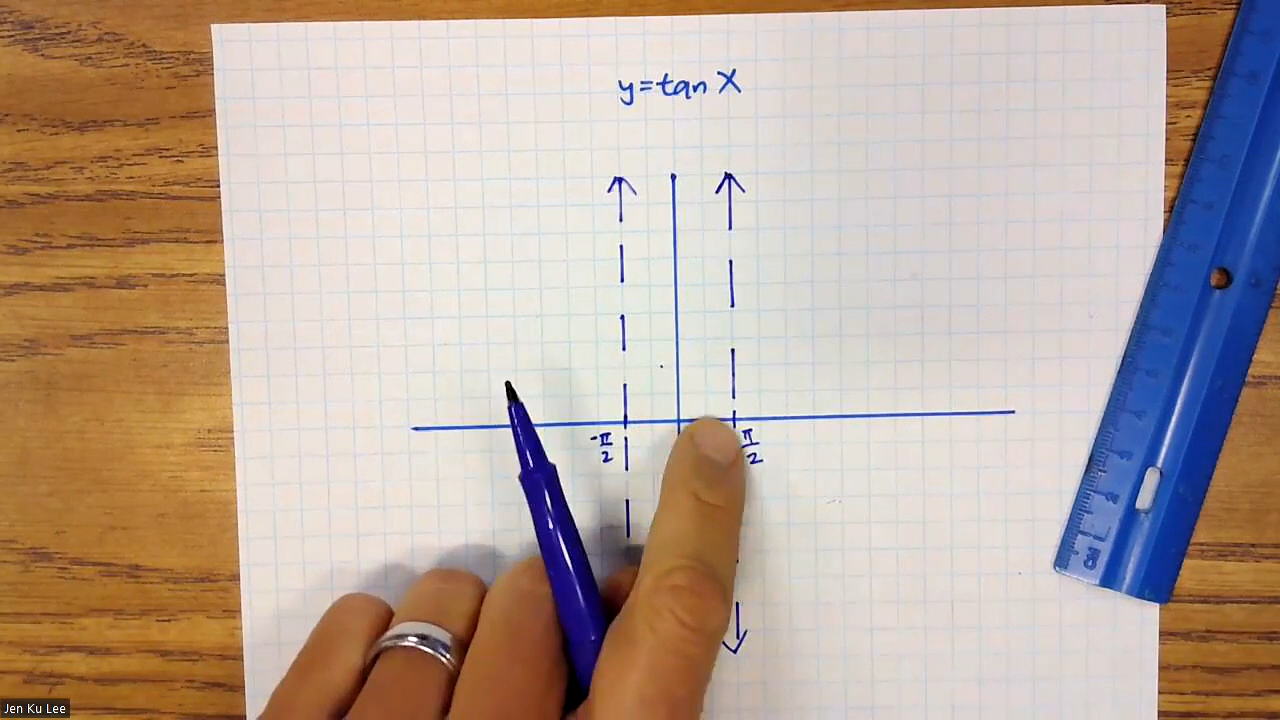 y=tan X
-π/2
π/2
Jen Ku Lee